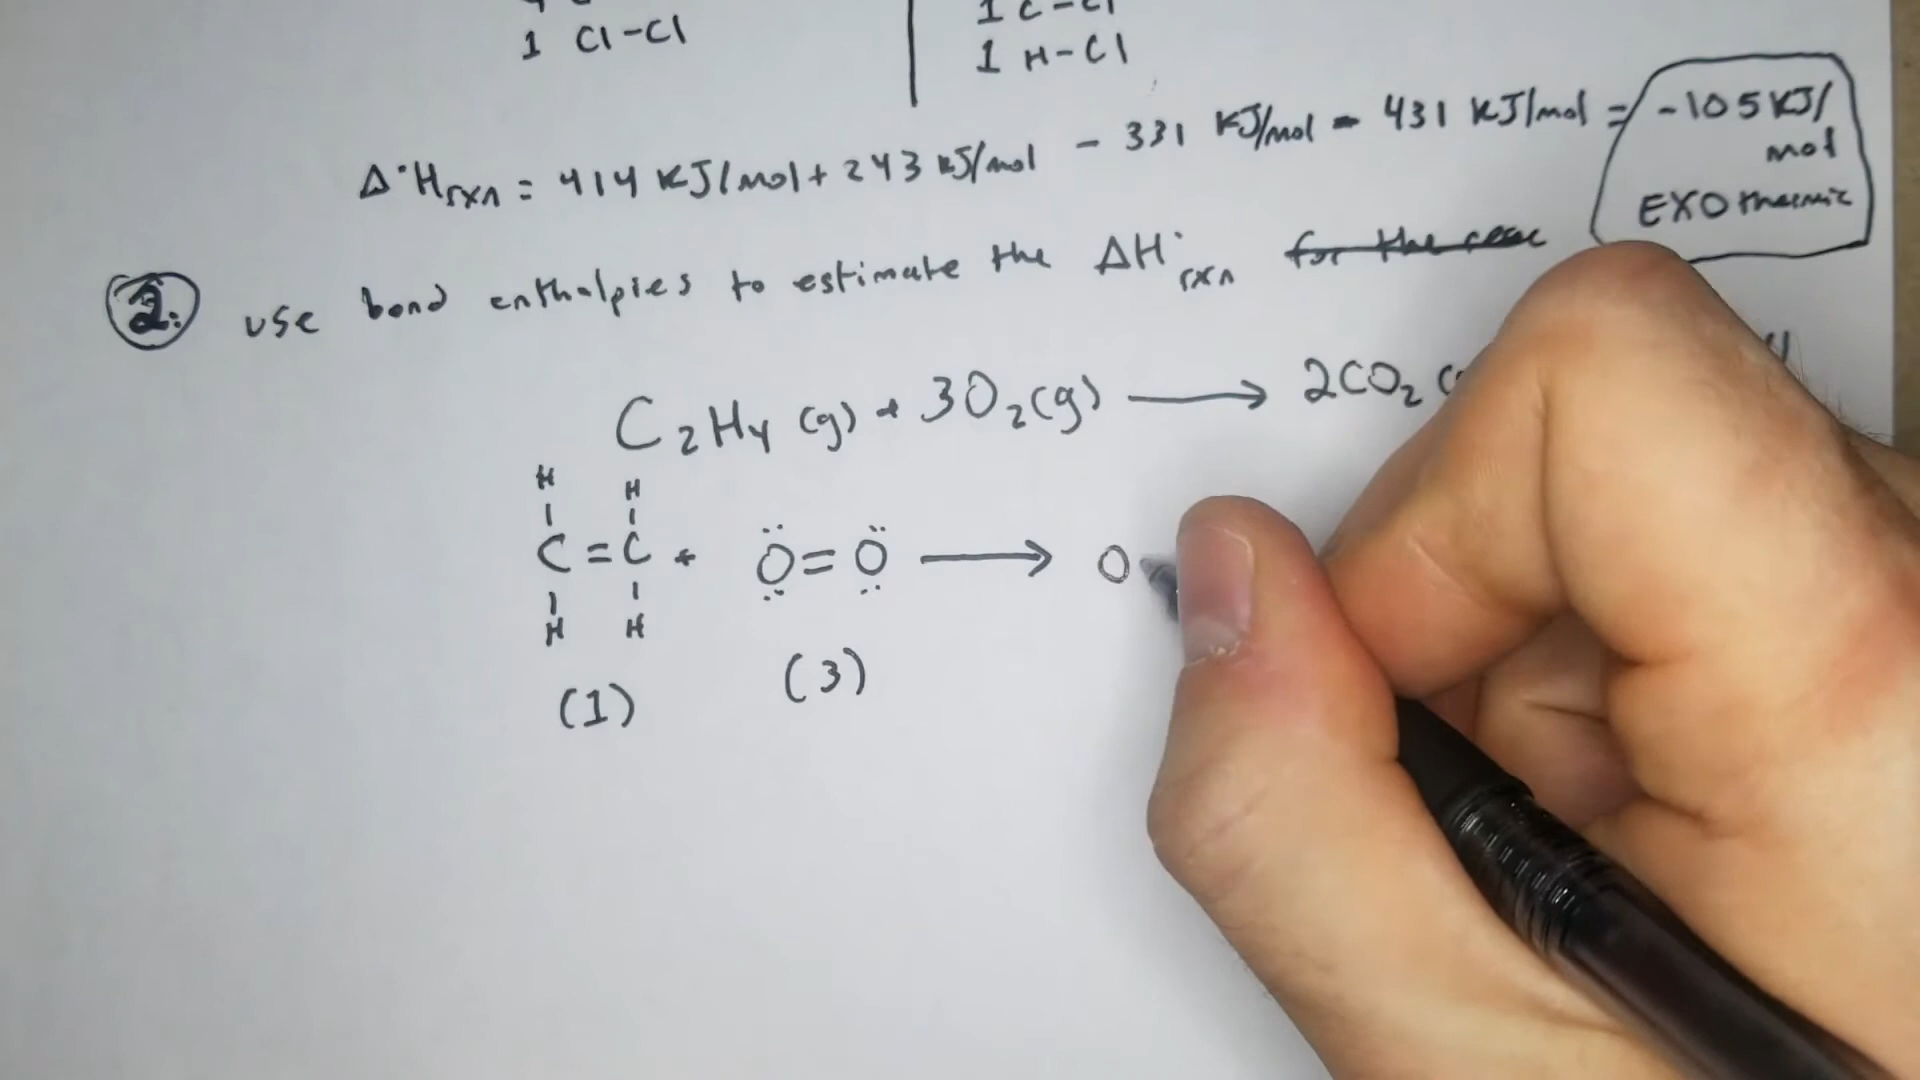 1 Cl-Cl
1 C-Cl
1 H-Cl
Δ°Hrxn = 414 KJ/mol + 243 kJ/mol - 331 KJ/mol - 431 KJ/mol = -105 KJ/mol
EXOthermic
2. use bond enthalpies to estimate the ΔH°rxn for the
C2H4 (g) + 3O2 (g) → 2CO2
H H
C=C + O=O → O
H H
(1) (3)